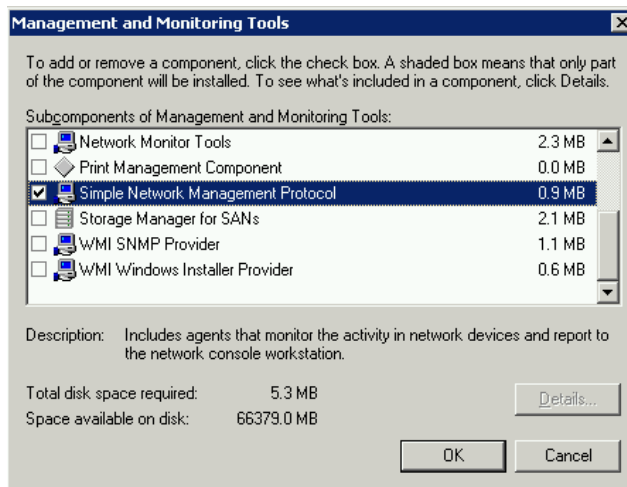 Management and Monitoring Tools
To add or remove a component, click the check box. A shaded box means that only part
of the component will be installed. To see what's included in a component, click Details.
Subcomponents of Management and Monitoring Tools:
Network Monitor Tools 2.3 MB
Print Management Component 0.0 MB
Simple Network Management Protocol 0.9 MB
Storage Manager for SANs 2.1 MB
WMI SNMP Provider 1.1 MB
WMI Windows Installer Provider 0.6 MB
Description: Includes agents that monitor the activity in network devices and report to
the network console workstation.
Total disk space required: 5.3 MB
Details...
Space available on disk: 66379.0 MB
OK Cancel